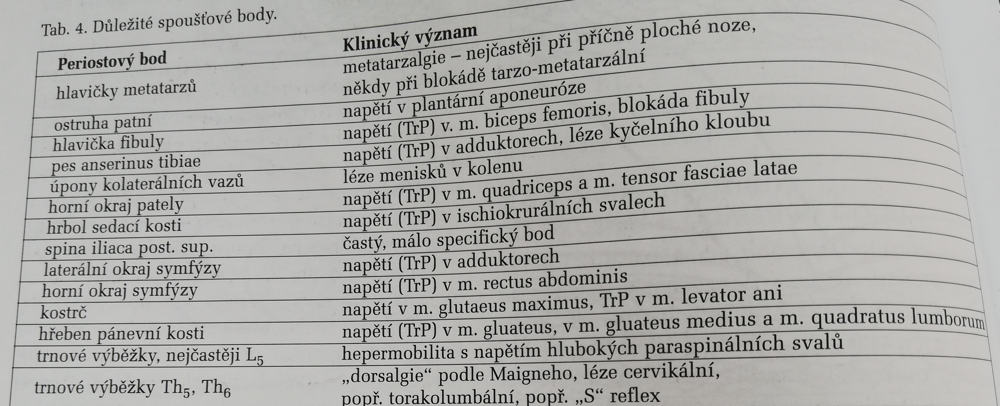 Tab. 4. Důležité spoušťové body.
Periostový bod Klinický význam
hlavičky metatarzů metatarzalgie – nejčastěji při příčně ploché noze,
někdy při blokádě tarzo-metatarzální
ostruha patní napětí v plantární aponeuróze
hlavička fibuly napětí (TrP) v. m. biceps femoris, blokáda fibuly
pes anserinus tibiae napětí (TrP) v adduktorech, léze kyčelního kloubu
úpony kolaterálních vazů léze menisků v kolenu
horní okraj pately napětí (TrP) v m. quadriceps a m. tensor fasciae latae
hrbol sedací kosti napětí (TrP) v ischiokrurálních svalech
spina iliaca post. sup. častý, málo specifický bod
laterální okraj symfýzy napětí (TrP) v adduktorech
horní okraj symfýzy napětí (TrP) v m. rectus abdominis
kostrč napětí v m. glutaeus maximus, TrP v m. levator ani
hřeben pánevní kosti napětí (TrP) v m. gluateus, v m. gluateus medius a m. quadratus lumborum
trnové výběžky, nejčastěji L5 hepermobilita s napětím hlubokých paraspinálních svalů
trnové výběžky Th5, Th6 „dorsalgie“ podle Maigneho, léze cervikální,
popř. torakolumbální, popř. „S“ reflex